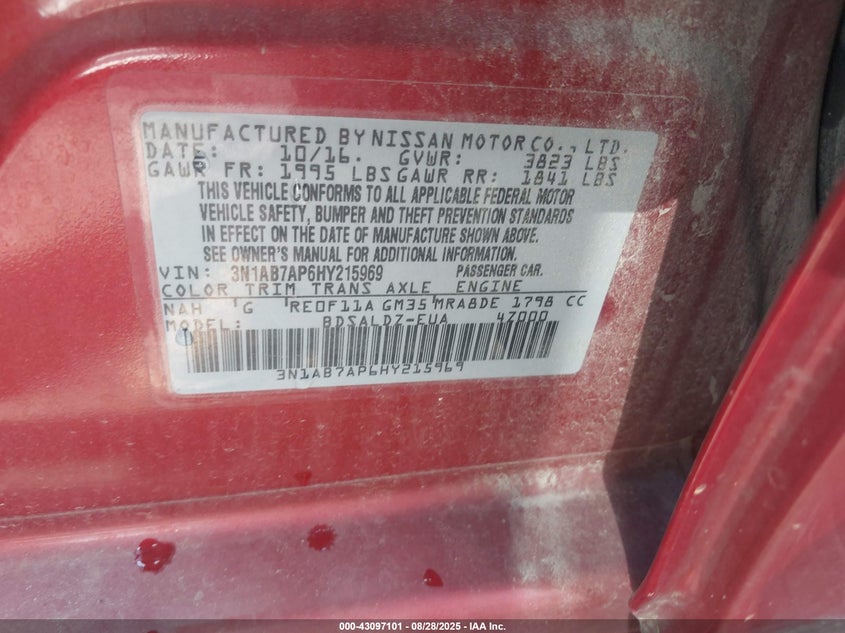 MANUFACTURED BY NISSAN MOTOR CO., LTD.
DATE: 10/16. GVWR: 3823 LBS
GAWR FR: 1995 LBS GAWR RR: 1841 LBS
THIS VEHICLE CONFORMS TO ALL APPLICABLE FEDERAL MOTOR
VEHICLE SAFETY, BUMPER AND THEFT PREVENTION STANDARDS
IN EFFECT ON THE DATE OF MANUFACTURE SHOWN ABOVE.
SEE OWNER'S MANUAL FOR ADDITIONAL INFORMATION.
VIN: 3N1AB7AP6HY215969 PASSENGER CAR.
COLOR TRIM TRANS AXLE ENGINE
NAH G RE0F11A GM35 MRA8DE 1798 CC
MODEL: BDSALDZ-EUA 47000
3N1AB7AP6HY215969
000-43097101 | 08/28/2025 | IAA Inc.